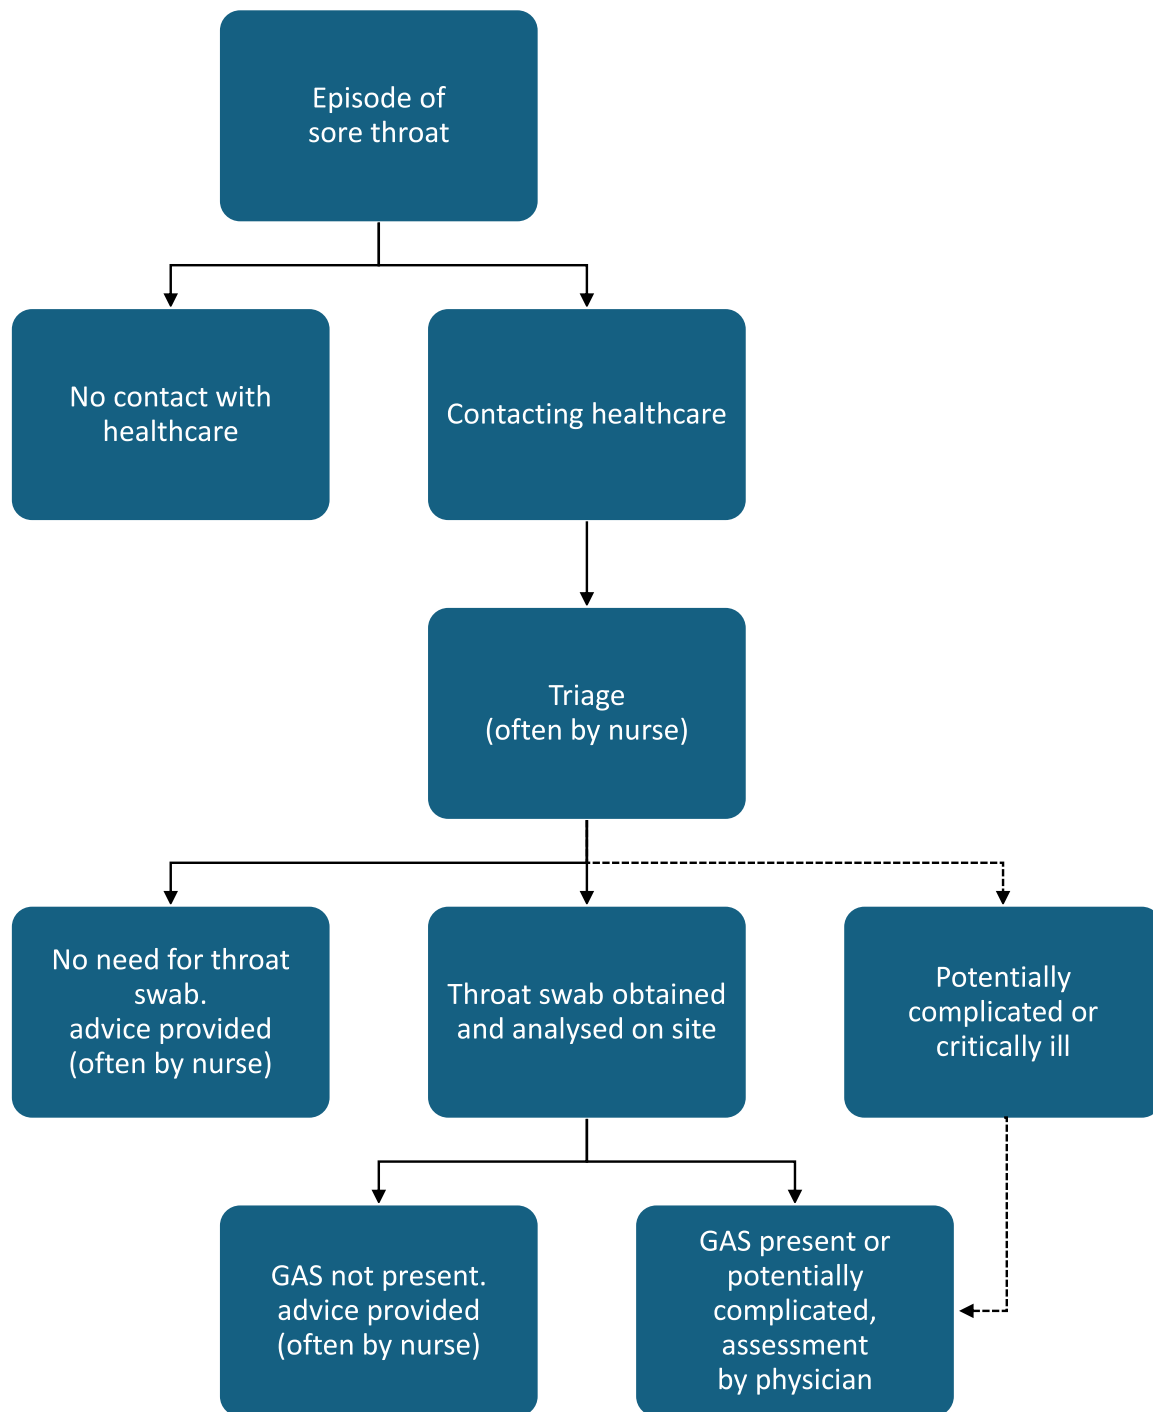 Episode of
sore throat
No contact with
healthcare
Contacting healthcare
Triage
(often by nurse)
No need for throat
swab.
advice provided
(often by nurse)
Throat swab obtained
and analysed on site
Potentially
complicated or
critically ill
GAS not present.
advice provided
(often by nurse)
GAS present or
potentially
complicated,
assessment
by physician